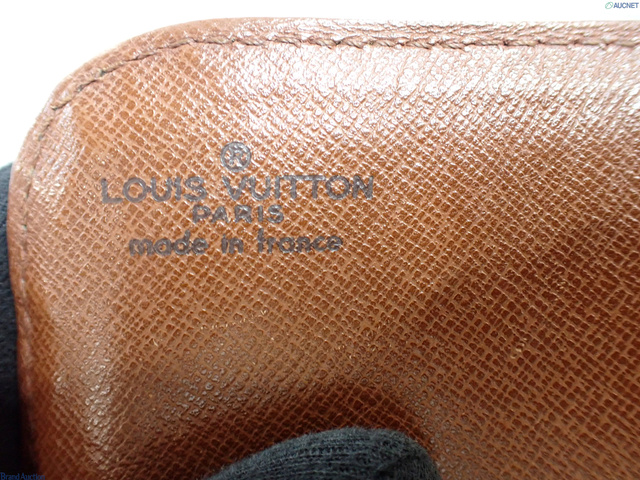 AUCNET
®
LOUIS VUITTON
PARIS
made in france
Brand Auction